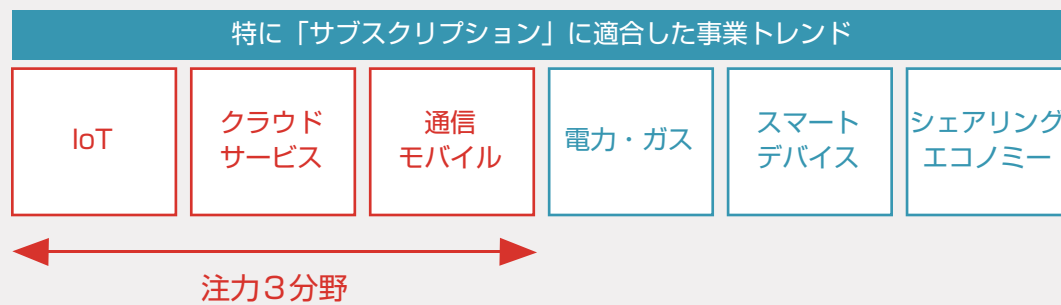 特に「サブスクリプション」に適合した事業トレンド
IoT
クラウド
サービス
通信
モバイル
電力・ガス
スマート
デバイス
シェアリング
エコノミー
注力3分野